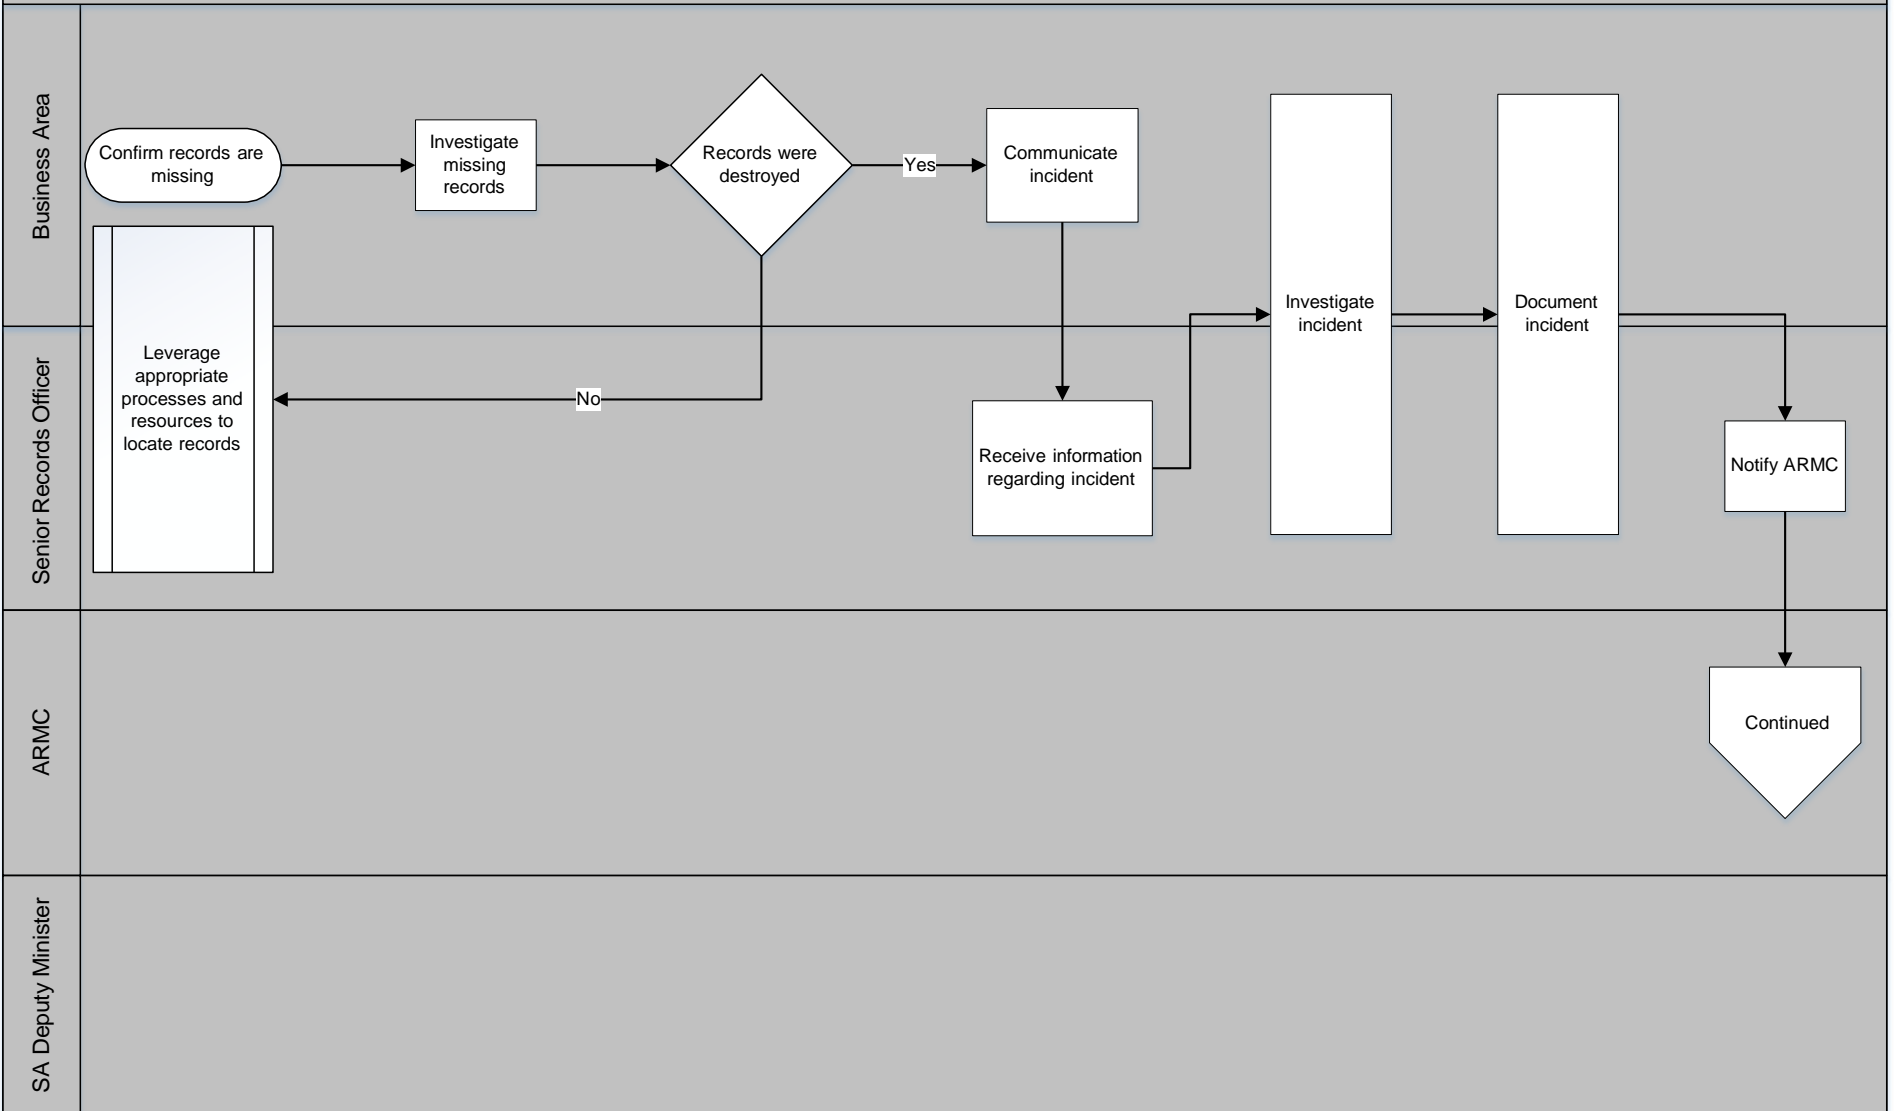 Business Area
Confirm records are
missing
Investigate
missing
records
Records were
destroyed
Yes
Communicate
incident
Investigate
incident
Document
incident
Senior Records Officer
Leverage
appropriate
processes and
resources to
locate records
No
Receive information
regarding incident
Notify ARMC
ARMC
Continued
SA Deputy Minister